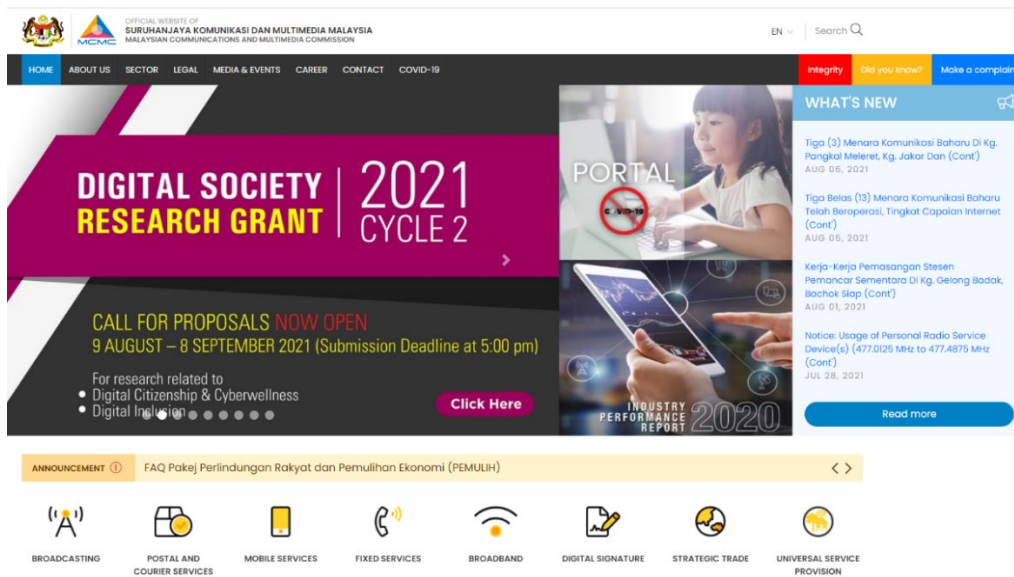 OFFICIAL WEBSITE OF
SURUHANJAYA KOMUNIKASI DAN MULTIMEDIA MALAYSIA
MALAYSIAN COMMUNICATIONS AND MULTIMEDIA COMMISSION
MCMC
EN
Search
HOME ABOUT US SECTOR LEGAL MEDIA & EVENTS CAREER CONTACT COVID-19
Integrity Did you know? Make a complain
DIGITAL SOCIETY
RESEARCH GRANT
2021
CYCLE 2
CALL FOR PROPOSALS NOW OPEN
9 AUGUST – 8 SEPTEMBER 2021 (Submission Deadline at 5:00 pm)
For research related to
• Digital Citizenship & Cyberwellness
• Digital Inclusion
Click Here
PORTAL
COVID-19
INDUSTRY
PERFORMANCE
REPORT
2020
WHAT'S NEW
Tiga (3) Menara Komunikasi Baharu Di Kg.
Pangkal Meleret, Kg. Jakar Dan (Cont')
AUG 06, 2021
Tiga Belas (13) Menara Komunikasi Baharu
Telah Beroperasi, Tingkat Capaian Internet
(Cont')
AUG 05, 2021
Kerja-Kerja Pemasangan Stesen
Pemancar Sementara Di Kg. Gelong Badak,
Bachok Siap (Cont')
AUG 01, 2021
Notice: Usage of Personal Radio Service
Device(s) (477.0125 MHz to 477.4875 MHz
(Cont')
JUL 28, 2021
Read more
ANNOUNCEMENT
FAQ Pakej Perlindungan Rakyat dan Pemulihan Ekonomi (PEMULIH)
BROADCASTING
POSTAL AND
COURIER SERVICES
MOBILE SERVICES
FIXED SERVICES
BROADBAND
DIGITAL SIGNATURE
STRATEGIC TRADE
UNIVERSAL SERVICE
PROVISION